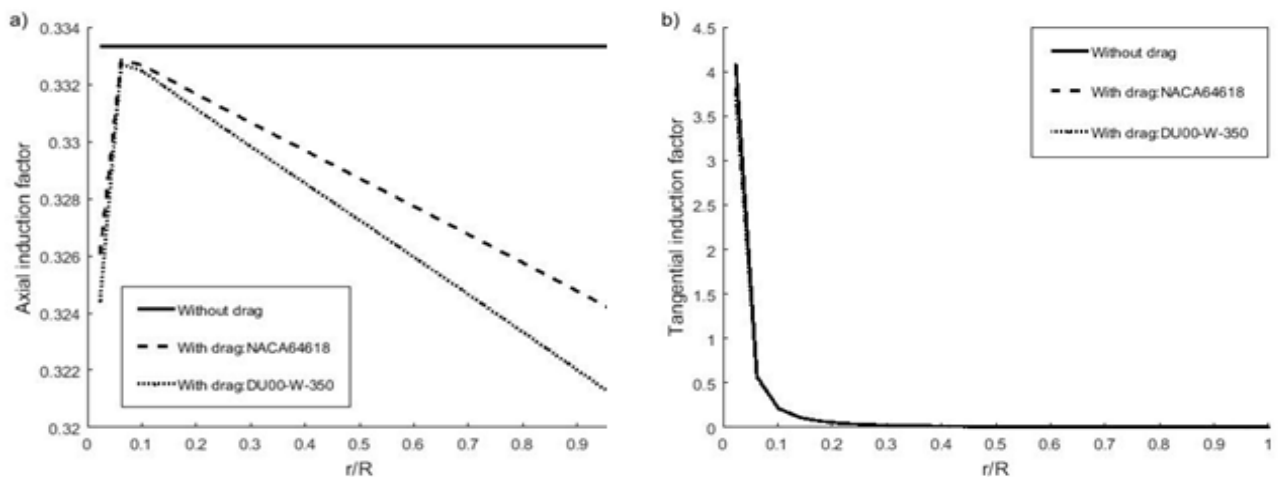 a)
Axial induction factor
0.334
0.332
0.33
0.328
0.326
0.324
0.322
0.32
Without drag
With drag:NACA64618
With drag:DU00-W-350
0 0.1 0.2 0.3 0.4 0.5 0.6 0.7 0.8 0.9
r/R
b)
Tangential induction factor
4.5
4
3.5
3
2.5
2
1.5
1
0.5
0
Without drag
With drag:NACA64618
With drag:DU00-W-350
0 0.1 0.2 0.3 0.4 0.5 0.6 0.7 0.8 0.9 1
r/R